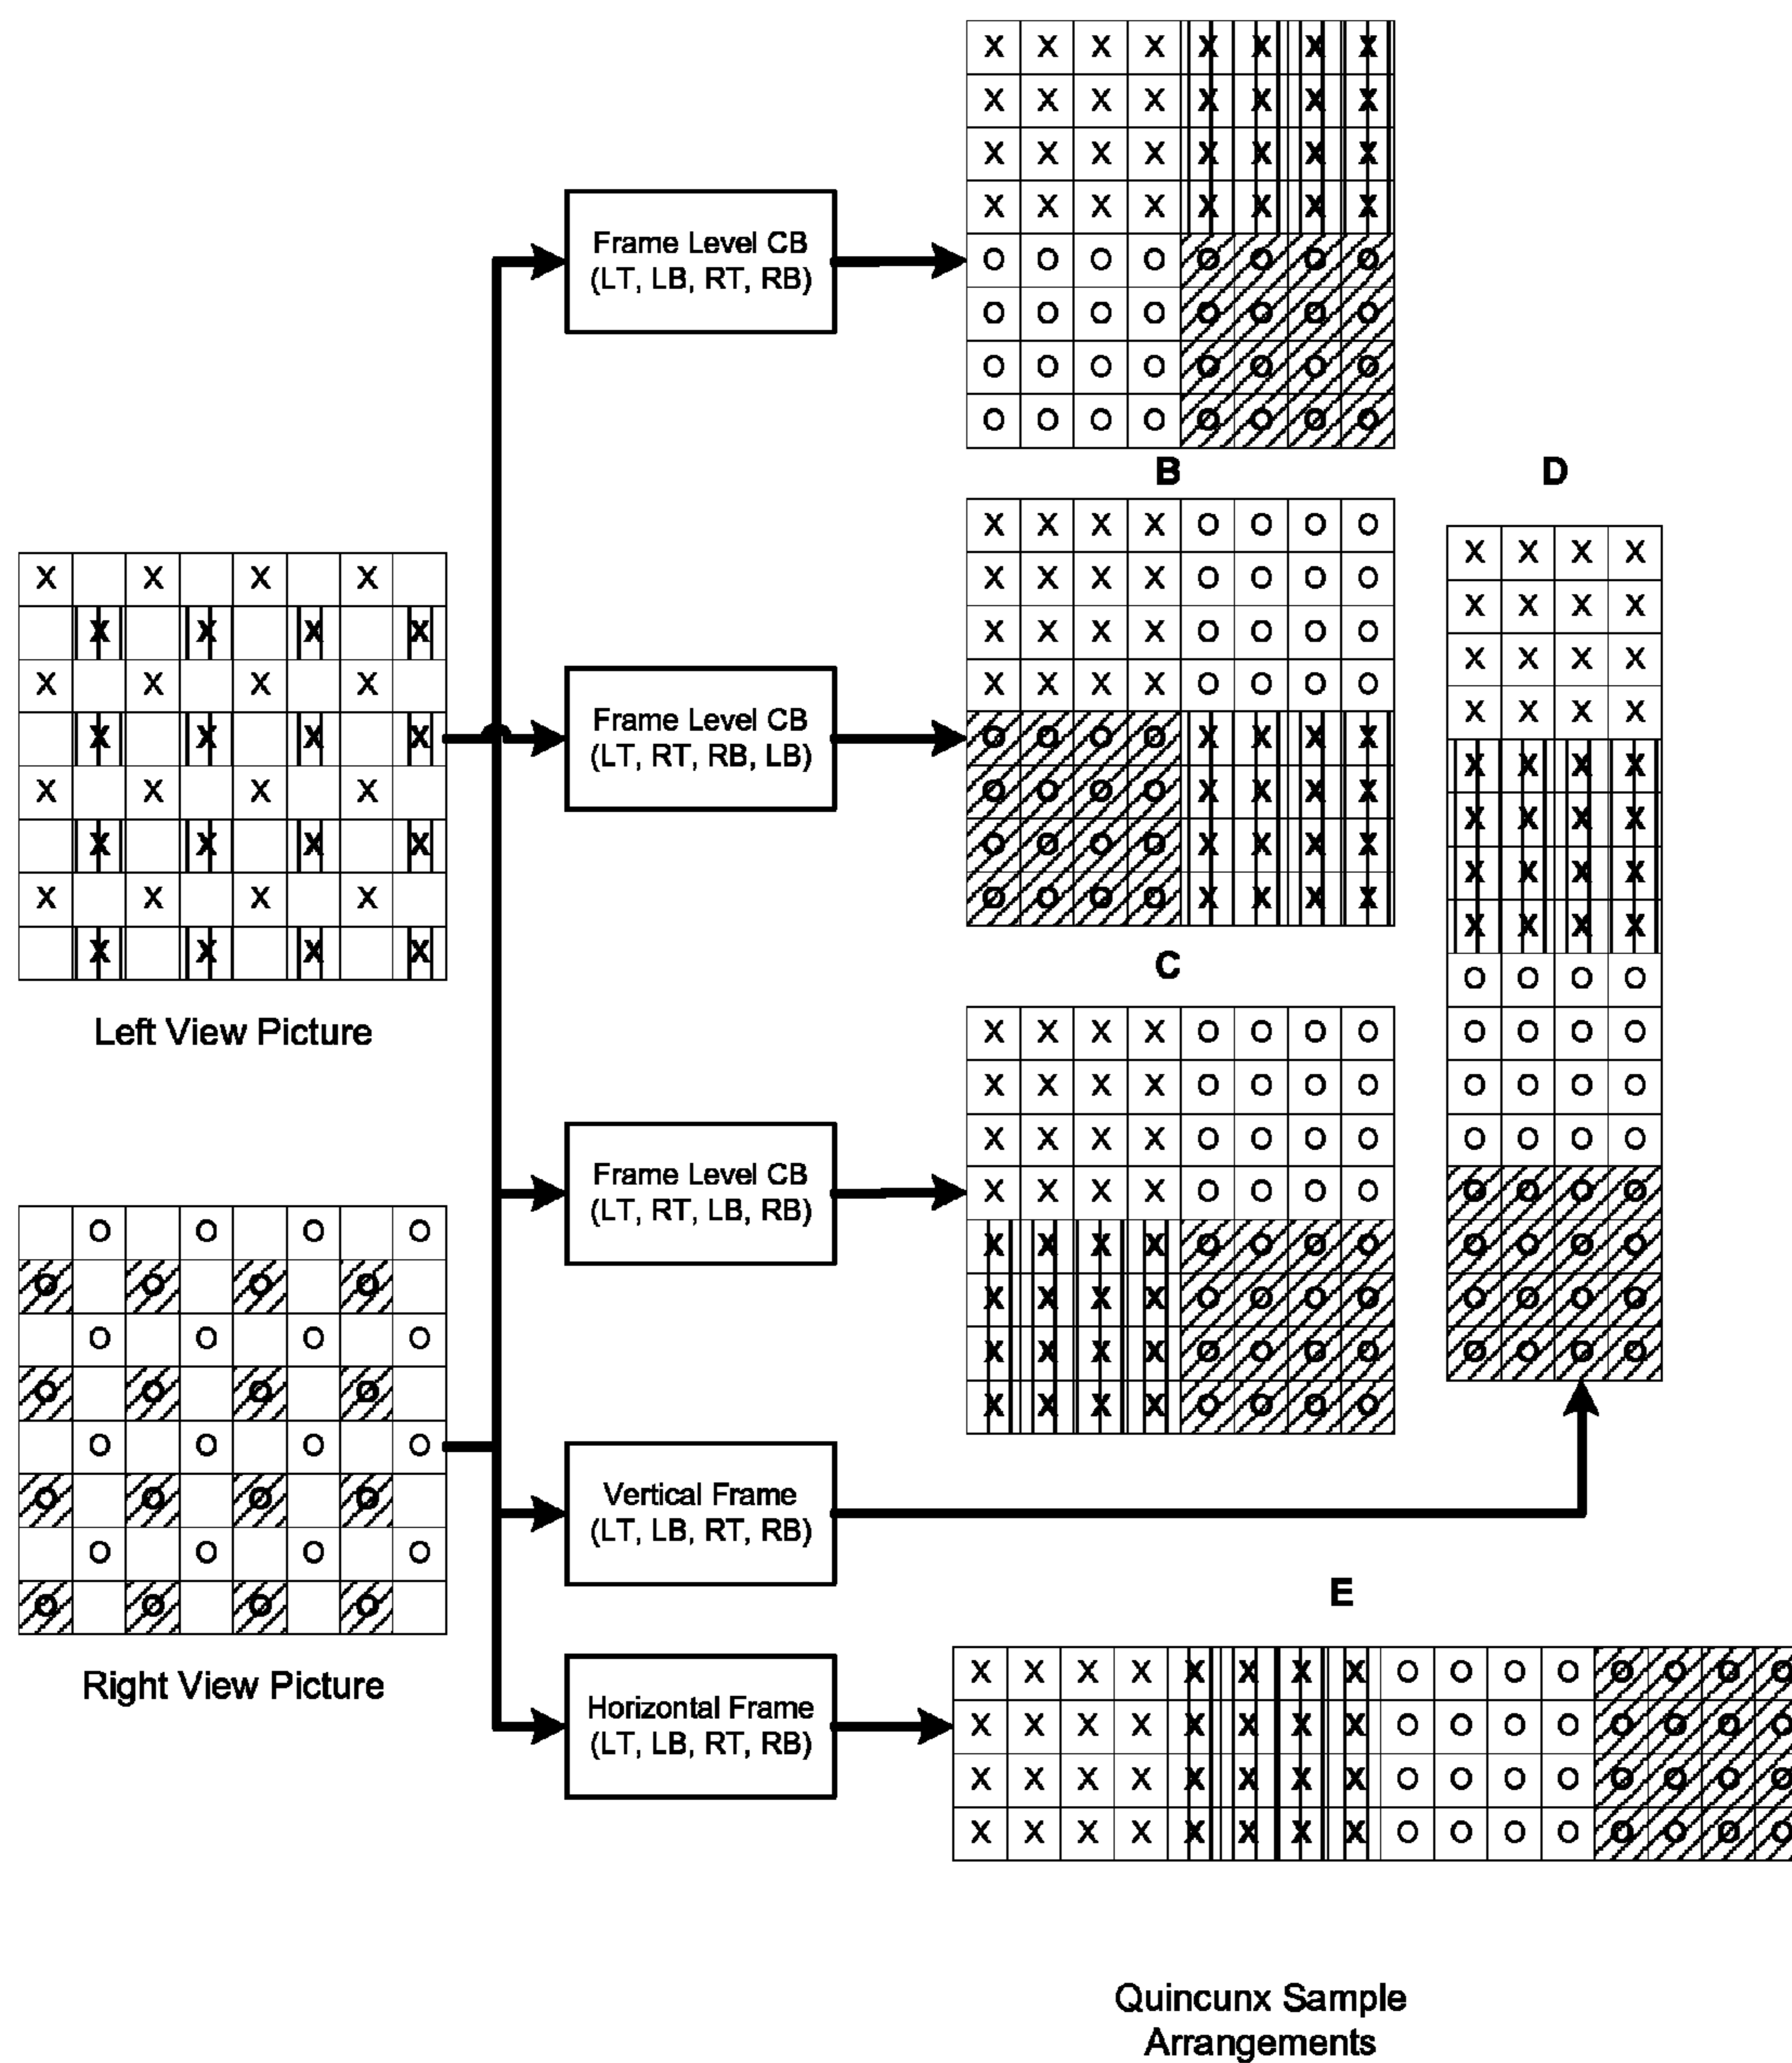 Frame Level CB
(LT, LB, RT, RB)
B
D
Frame Level CB
(LT, RT, RB, LB)
C
Left View Picture
Frame Level CB
(LT, RT, LB, RB)
Vertical Frame
(LT, LB, RT, RB)
E
Right View Picture
Horizontal Frame
(LT, LB, RT, RB)
Quincunx Sample
Arrangements